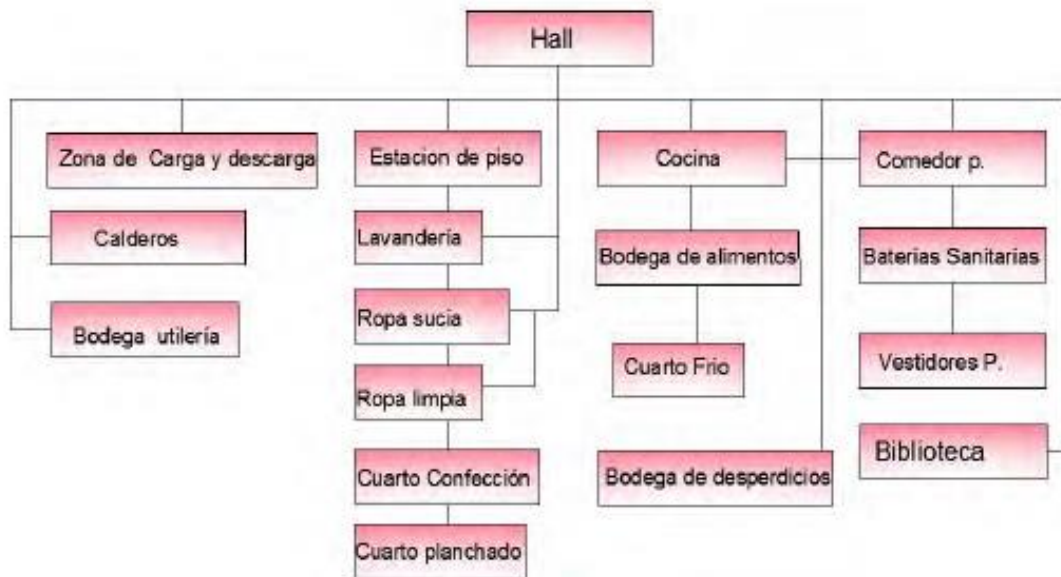 Hall
Zona de Carga y descarga
Estacion de piso
Cocina
Comedor p.
Calderos
Lavandería
Bodega de alimentos
Baterias Sanitarias
Bodega utilería
Ropa sucia
Cuarto Frio
Vestidores P.
Ropa limpia
Biblioteca
Cuarto Confección
Bodega de desperdicios
Cuarto planchado